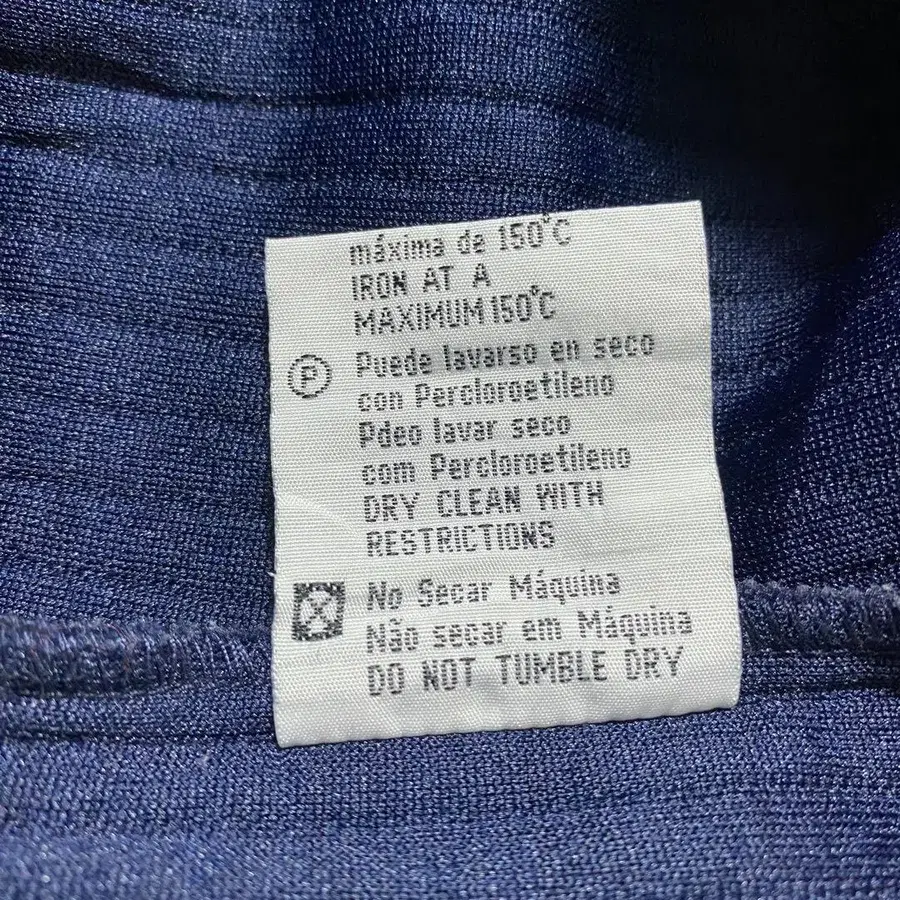 máxima de 150°C
IRON AT A
MAXIMUM 150°C
P Puede lavarso en seco
con Percloroetileno
Pdeo lavar seco
com Percloroetileno
DRY CLEAN WITH
RESTRICTIONS
No Secar Máquina
Não secar em Máquina
DO NOT TUMBLE DRY